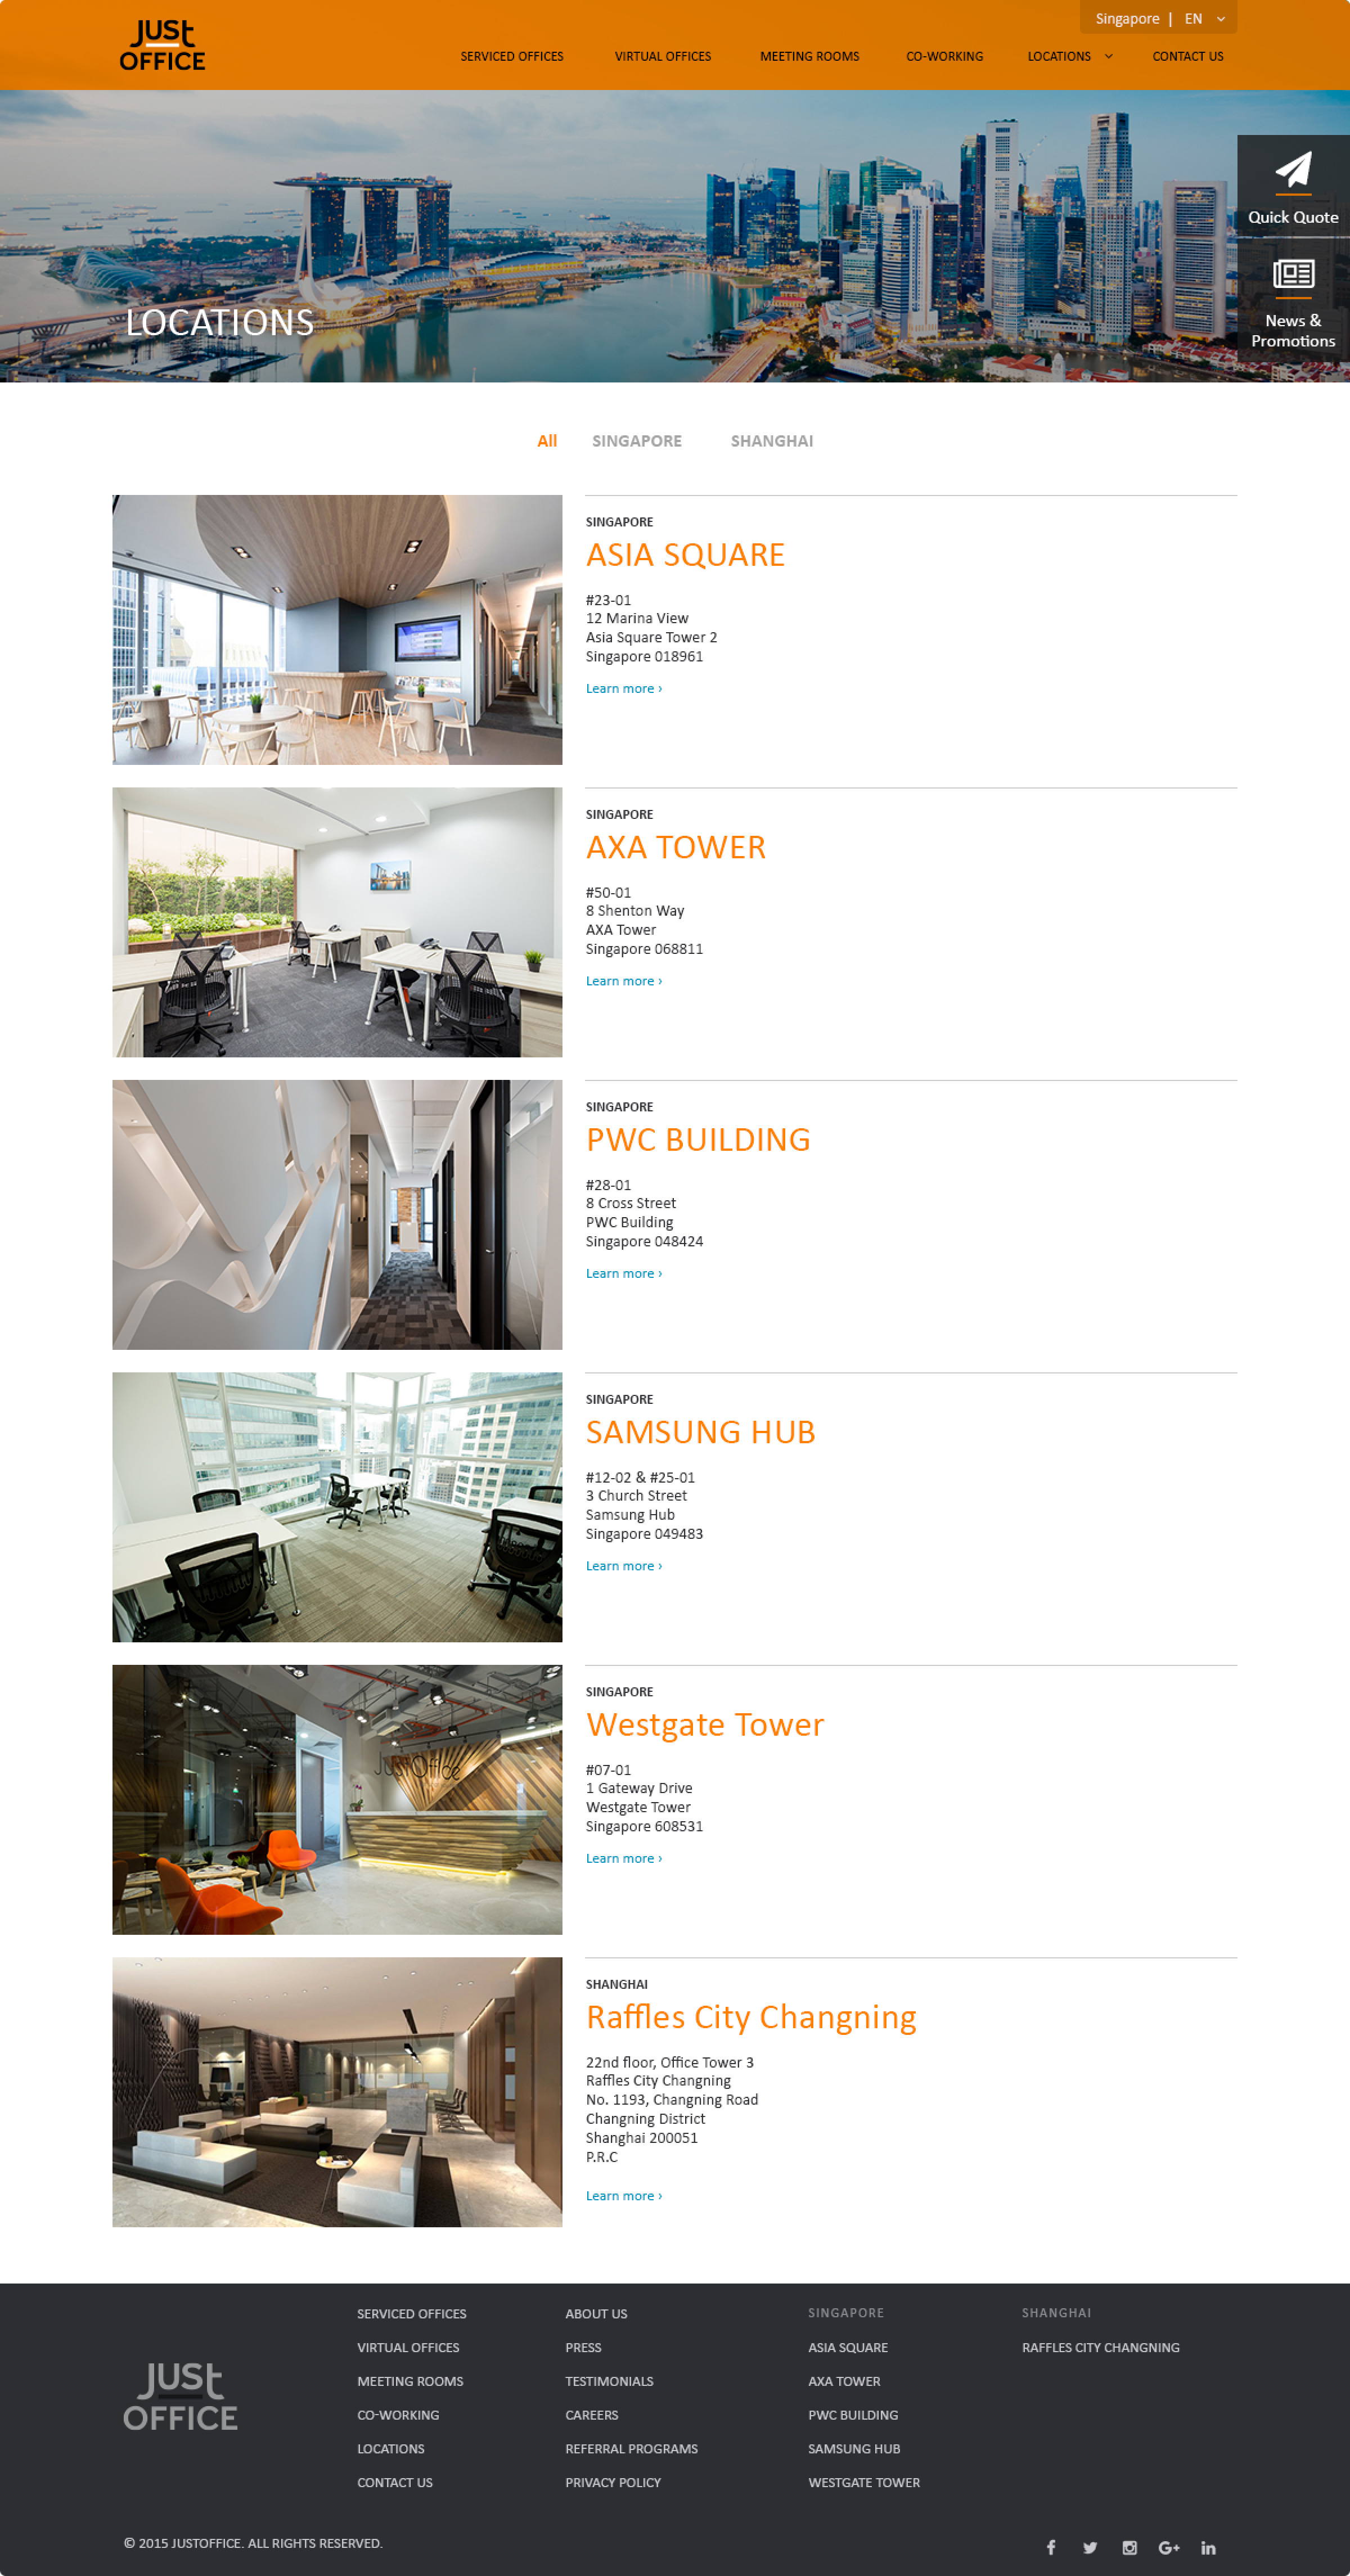 JUST
OFFICE
Singapore | EN
SERVICED OFFICES
VIRTUAL OFFICES
MEETING ROOMS
CO-WORKING
LOCATIONS
CONTACT US
Quick Quote
News &
Promotions
LOCATIONS
All
SINGAPORE
SHANGHAI
SINGAPORE
ASIA SQUARE
#23-01
12 Marina View
Asia Square Tower 2
Singapore 018961
Learn more ›
SINGAPORE
AXA TOWER
#50-01
8 Shenton Way
AXA Tower
Singapore 068811
Learn more ›
SINGAPORE
PWC BUILDING
#28-01
8 Cross Street
PWC Building
Singapore 048424
Learn more ›
SINGAPORE
SAMSUNG HUB
#12-02 & #25-01
3 Church Street
Samsung Hub
Singapore 049483
Learn more ›
JUSTOffice
SINGAPORE
Westgate Tower
#07-01
1 Gateway Drive
Westgate Tower
Singapore 608531
Learn more ›
SHANGHAI
Raffles City Changning
22nd floor, Office Tower 3
Raffles City Changning
No. 1193, Changning Road
Changning District
Shanghai 200051
P.R.C
Learn more ›
JUST
OFFICE
SERVICED OFFICES
VIRTUAL OFFICES
MEETING ROOMS
CO-WORKING
LOCATIONS
CONTACT US
ABOUT US
PRESS
TESTIMONIALS
CAREERS
REFERRAL PROGRAMS
PRIVACY POLICY
SINGAPORE
ASIA SQUARE
AXA TOWER
PWC BUILDING
SAMSUNG HUB
WESTGATE TOWER
SHANGHAI
RAFFLES CITY CHANGNING
© 2015 JUSTOFFICE. ALL RIGHTS RESERVED.